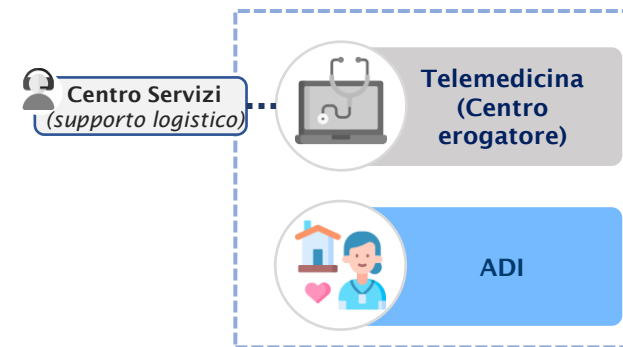 Centro Servizi
(supporto logistico)
Telemedicina
(Centro
erogatore)
ADI